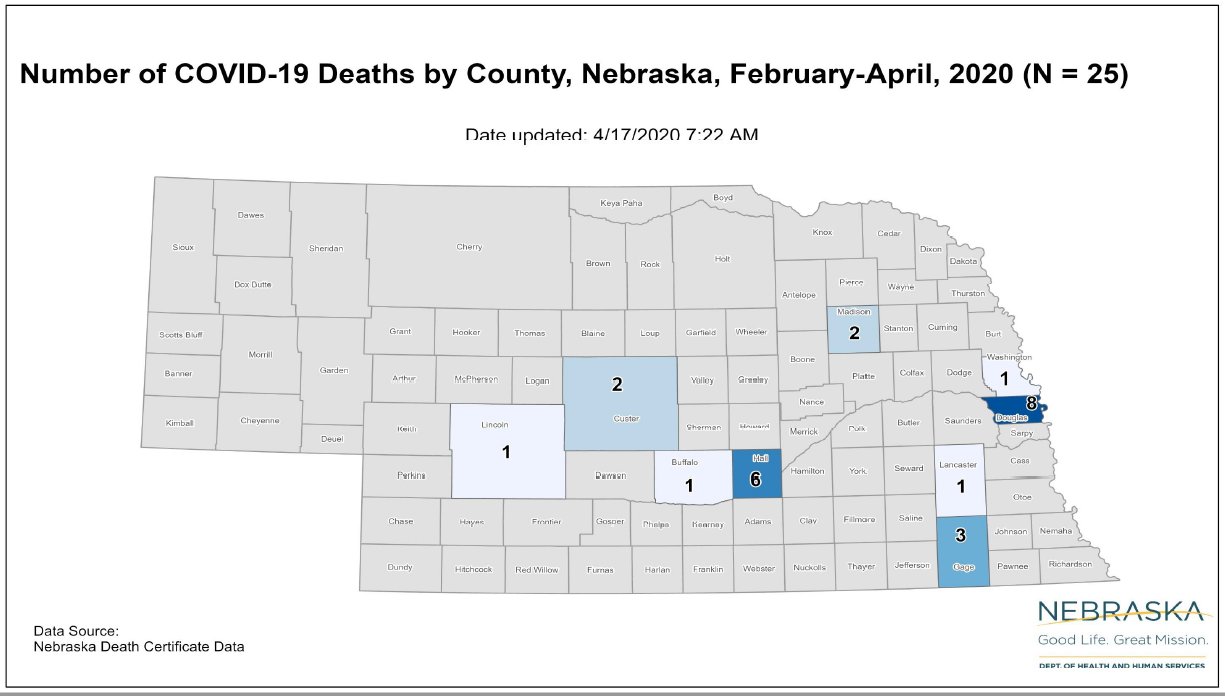 Number of COVID-19 Deaths by County, Nebraska, February-April, 2020 (N = 25)
Date updated: 4/17/2020 7:22 AM
Keya Paha
Boyd
Dawes
Knox
Cedar
Sioux
Sheridan
Cherry
Dixon
Holt
Brown
Rock
Dakota
Box Butte
Pierce
Wayne
Antelope
Thurston
Madison
2
Scotts Bluff
Grant
Hooker
Thomas
Blaine
Loup
Garfield
Wheeler
Stanton
Cuming
Burt
Morrill
Boone
Washington
1
Garden
Banner
Arthur
McPherson
Logan
2
Custer
Valley
Greeley
Platte
Colfax
Dodge
Nance
8
Douglas
Kimball
Cheyenne
Lincoln
1
Keith
Sherman
Howard
Merrick
Polk
Butler
Saunders
Sarpy
Deuel
Perkins
Dawson
Buffalo
1
Hall
6
Hamilton
York
Seward
Lancaster
1
Cass
Otoe
Chase
Hayes
Frontier
Gosper
Phelps
Kearney
Adams
Clay
Fillmore
Saline
3
Gage
Johnson
Nemaha
Dundy
Hitchcock
Red Willow
Furnas
Harlan
Franklin
Webster
Nuckolls
Thayer
Jefferson
Pawnee
Richardson
Data Source:
Nebraska Death Certificate Data
NEBRASKA
Good Life. Great Mission.
DEPT. OF HEALTH AND HUMAN SERVICES